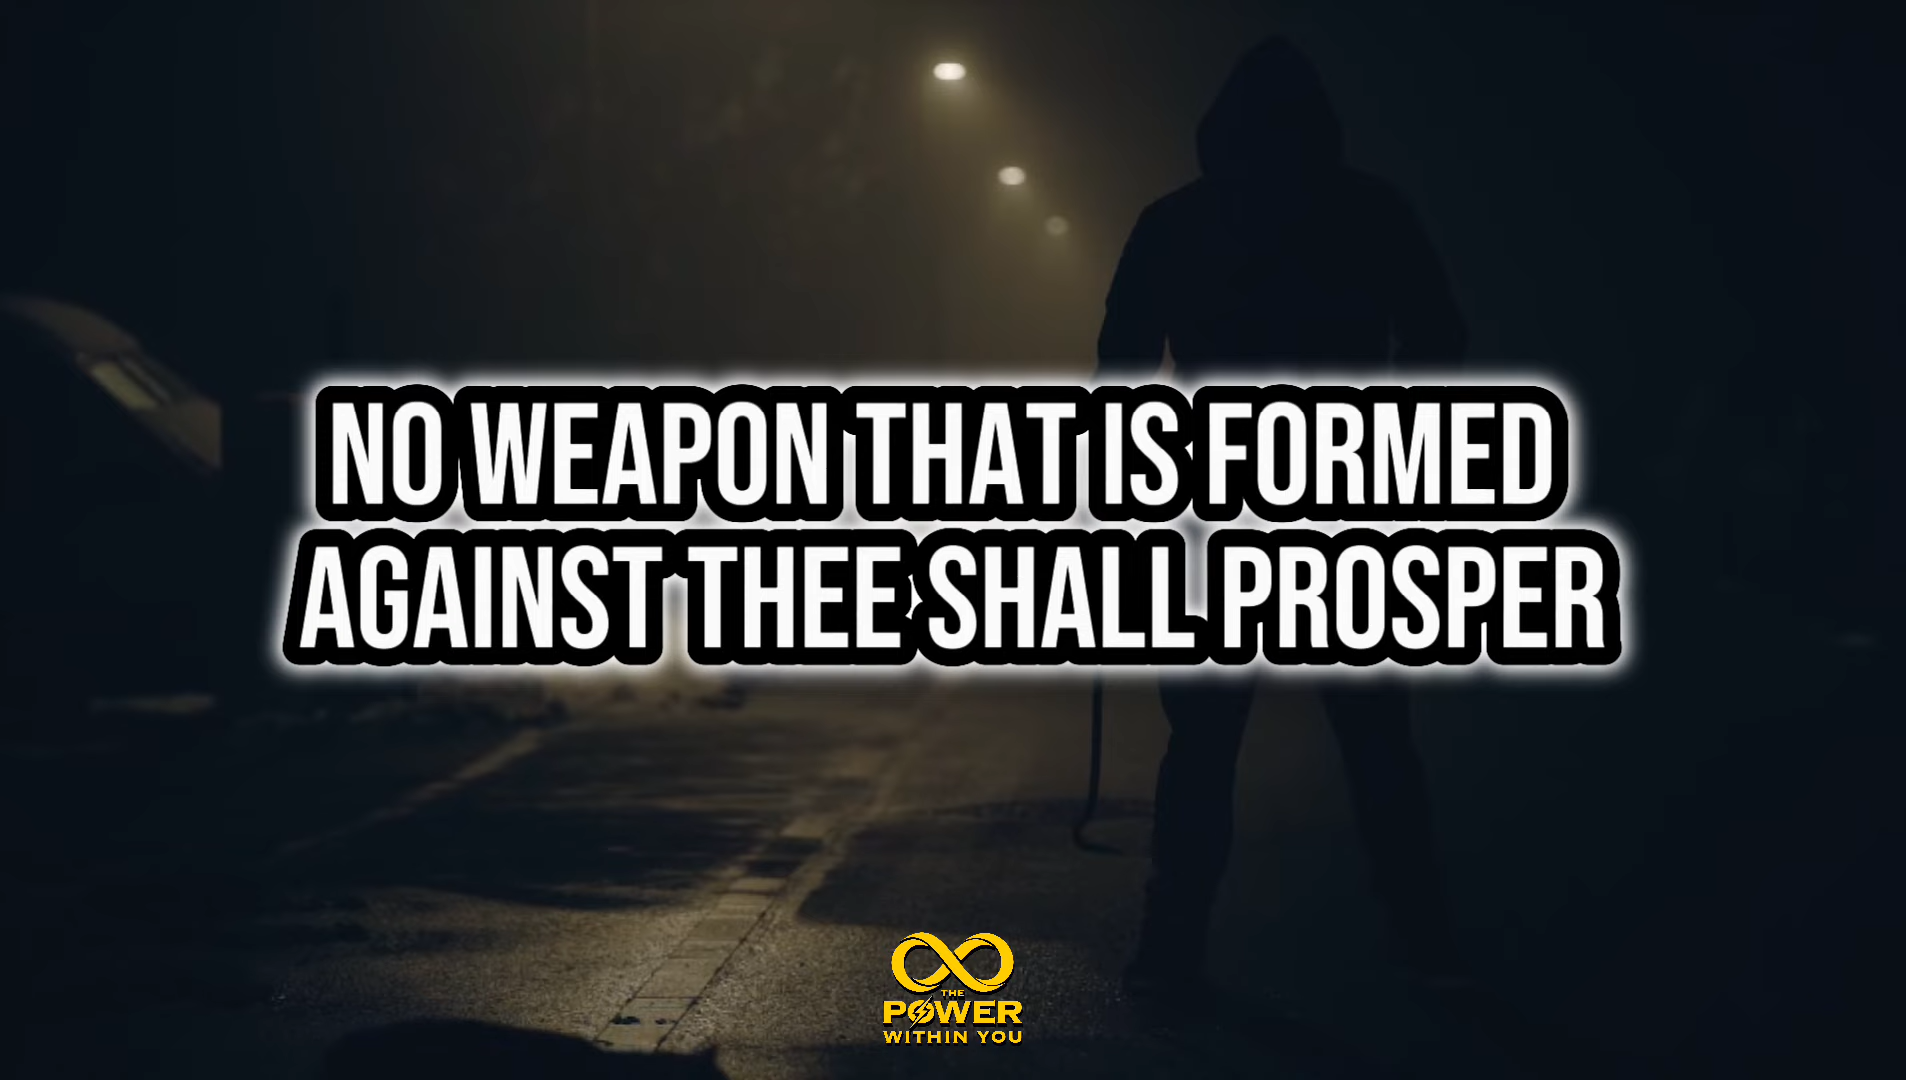 NO WEAPON THAT IS FORMED
AGAINST THEE SHALL PROSPER
THE
POWER
WITHIN YOU